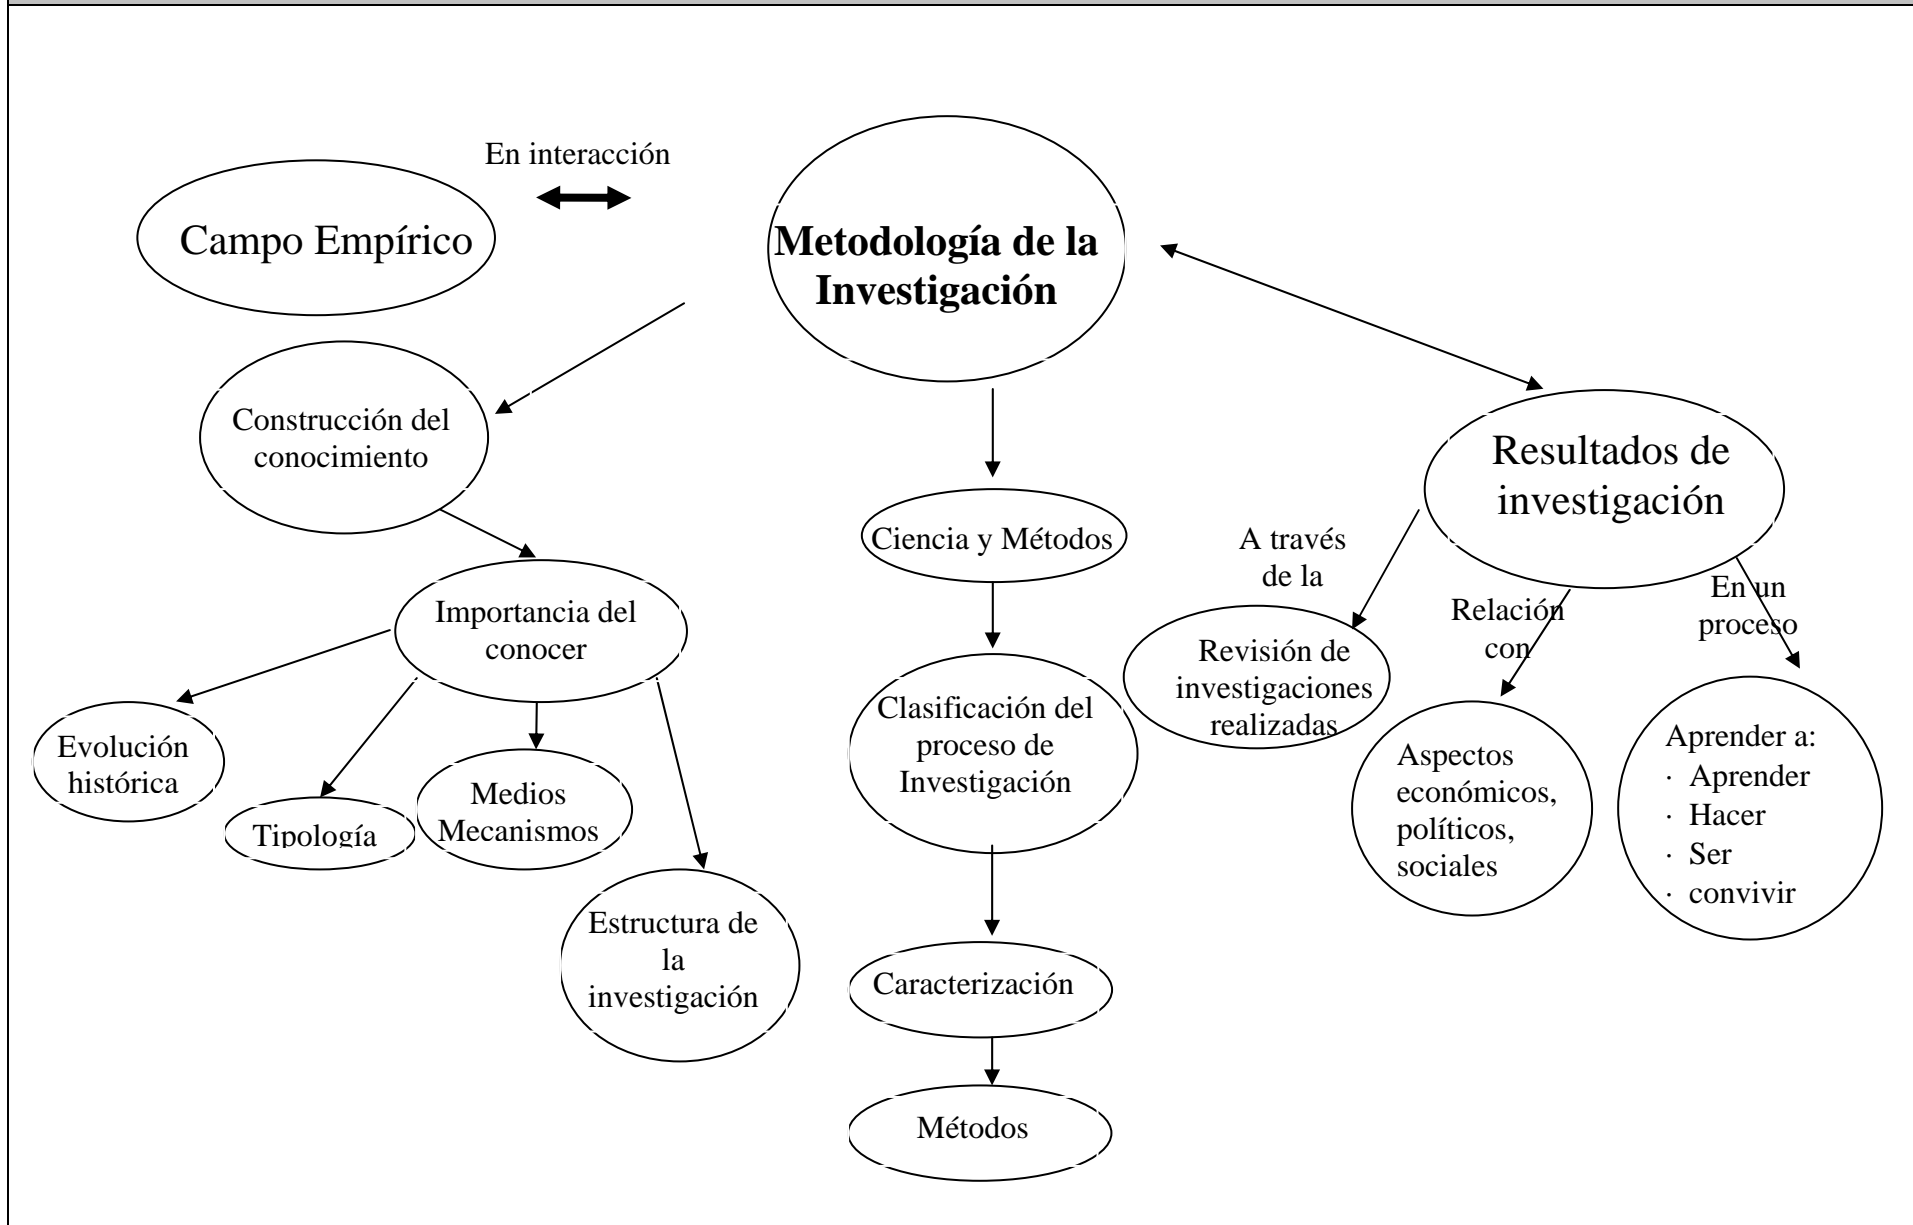 En interacción
Campo Empírico
Metodología de la
Investigación
Construcción del
conocimiento
Importancia del
conocer
Evolución
histórica
Tipología
Medios
Mecanismos
Estructura de
la
investigación
Ciencia y Métodos
Clasificación del
proceso de
Investigación
Caracterización
Métodos
Resultados de
investigación
A través
de la
Revisión de
investigaciones
realizadas
Relación
con
Aspectos
económicos,
políticos,
sociales
En un
proceso
Aprender a:
· Aprender
· Hacer
· Ser
· convivir